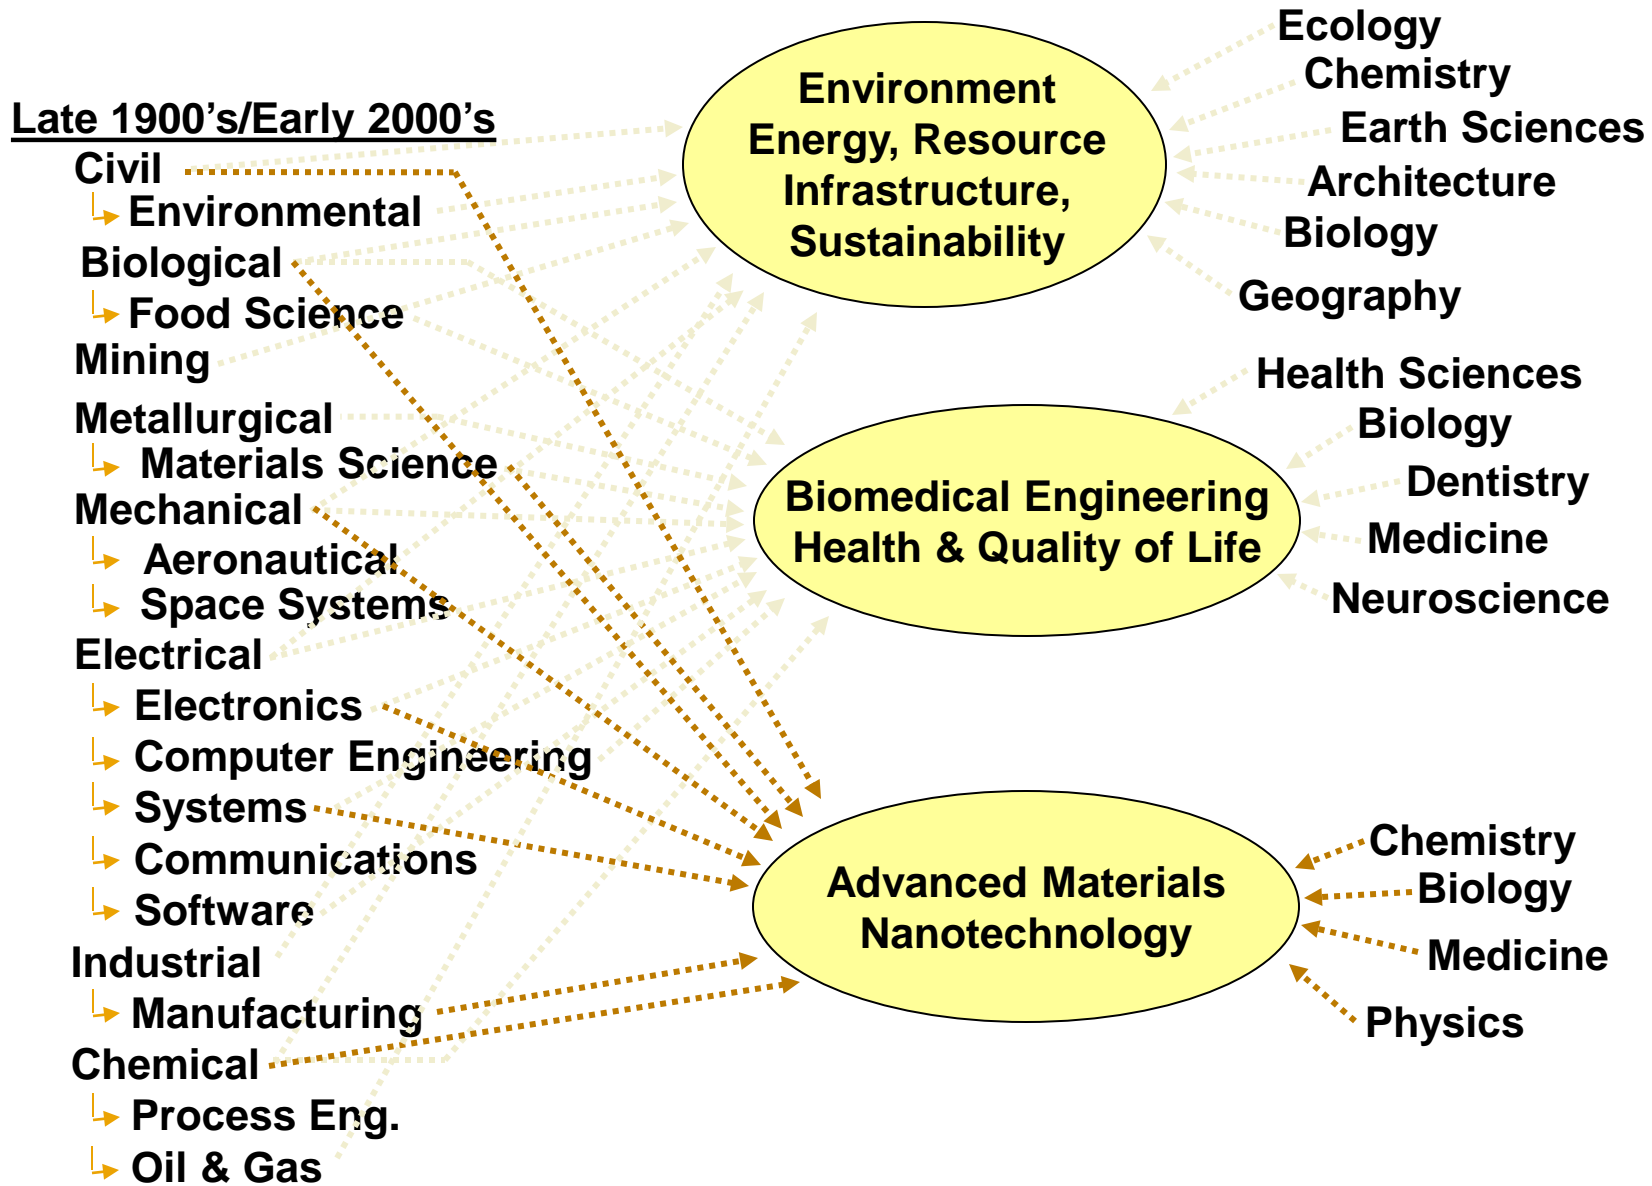 Late 1900’s/Early 2000’s
Civil
Environmental
Biological
Food Science
Mining
Metallurgical
Materials Science
Mechanical
Aeronautical
Space Systems
Electrical
Electronics
Computer Engineering
Systems
Communications
Software
Industrial
Manufacturing
Chemical
Process Eng.
Oil & Gas
Environment
Energy, Resource
Infrastructure,
Sustainability
Biomedical Engineering
Health & Quality of Life
Advanced Materials
Nanotechnology
Ecology
Chemistry
Earth Sciences
Architecture
Biology
Geography
Health Sciences
Biology
Dentistry
Medicine
Neuroscience
Chemistry
Biology
Medicine
Physics